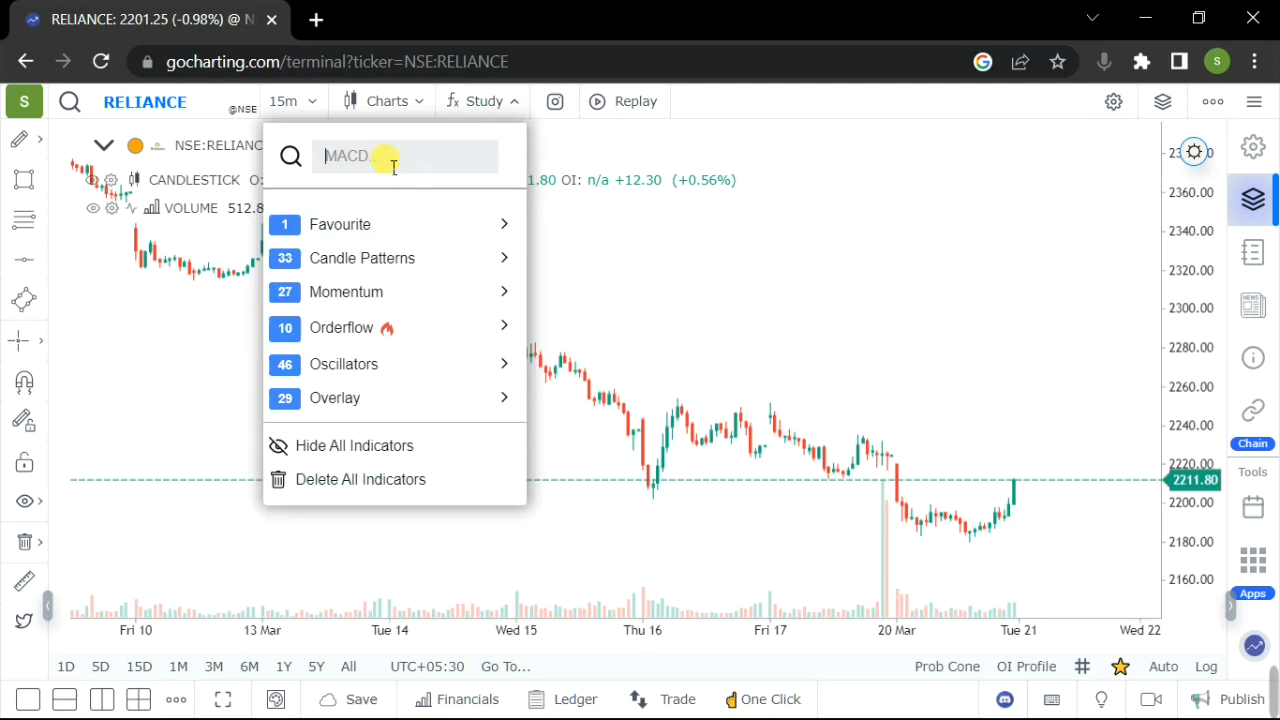 RELIANCE: 2201.25 (-0.98%) @ N
gocharting.com/terminal?ticker=NSE:RELIANCE
S
S
RELIANCE @NSE 15m Charts fx Study Replay
MACD...
NSE:RELIANC
CANDLESTICK O:
1.80 OI: n/a +12.30 (+0.56%)
VOLUME 512.8
1 Favourite
33 Candle Patterns
27 Momentum
10 Orderflow
46 Oscillators
29 Overlay
Hide All Indicators
Delete All Indicators
2360.00
2340.00
2320.00
2300.00
2280.00
2260.00
2240.00
2220.00
2211.80
2200.00
2180.00
2160.00
Chain
Tools
Apps
Fri 10 13 Mar Tue 14 Wed 15 Thu 16 Fri 17 20 Mar Tue 21 Wed 22
1D 5D 15D 1M 3M 6M 1Y 5Y All UTC+05:30 Go To... Prob Cone OI Profile Auto Log
Save Financials Ledger Trade One Click Publish